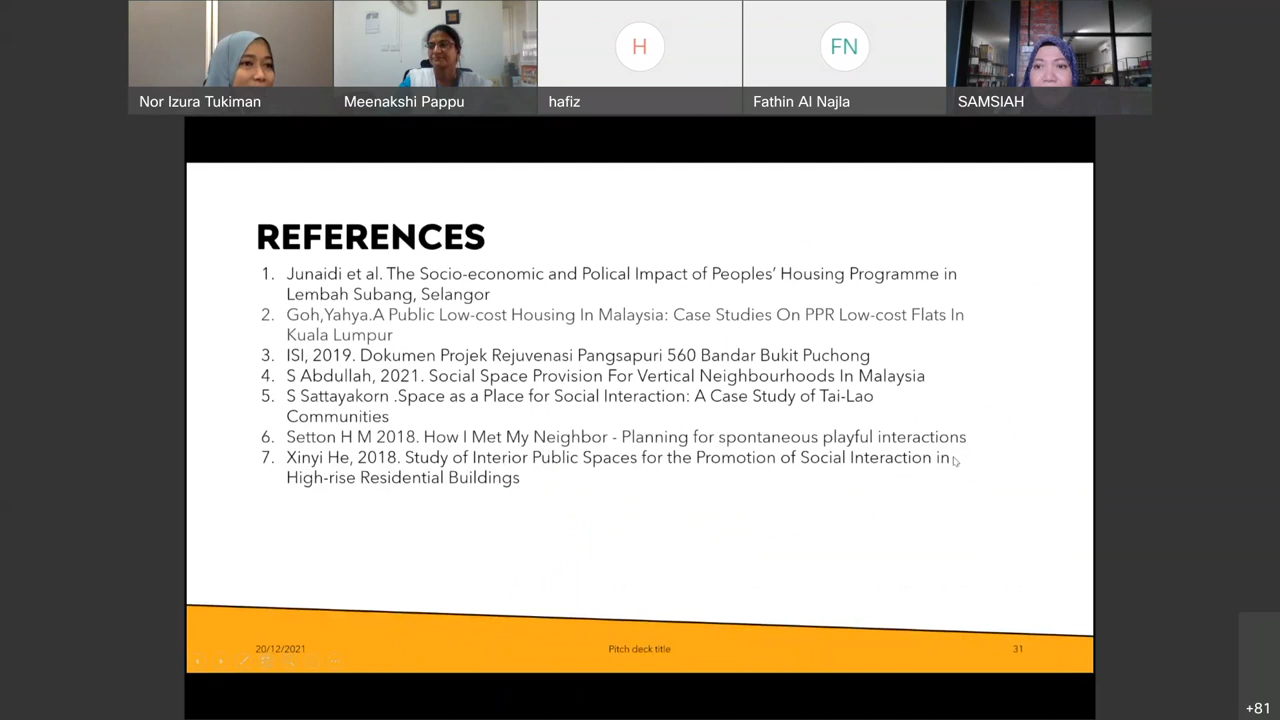 H
FN
Nor Izura Tukiman
Meenakshi Pappu
hafiz
Fathin Al Najla
SAMSIAH
REFERENCES
1. Junaidi et al. The Socio-economic and Polical Impact of Peoples’ Housing Programme in
Lembah Subang, Selangor
2. Goh,Yahya.A Public Low-cost Housing In Malaysia: Case Studies On PPR Low-cost Flats In
Kuala Lumpur
3. ISI, 2019. Dokumen Projek Rejuvenasi Pangsapuri 560 Bandar Bukit Puchong
4. S Abdullah, 2021. Social Space Provision For Vertical Neighbourhoods In Malaysia
5. S Sattayakorn .Space as a Place for Social Interaction: A Case Study of Tai-Lao
Communities
6. Setton H M 2018. How I Met My Neighbor - Planning for spontaneous playful interactions
7. Xinyi He, 2018. Study of Interior Public Spaces for the Promotion of Social Interaction in
High-rise Residential Buildings
20/12/2021
Pitch deck title
31
+81